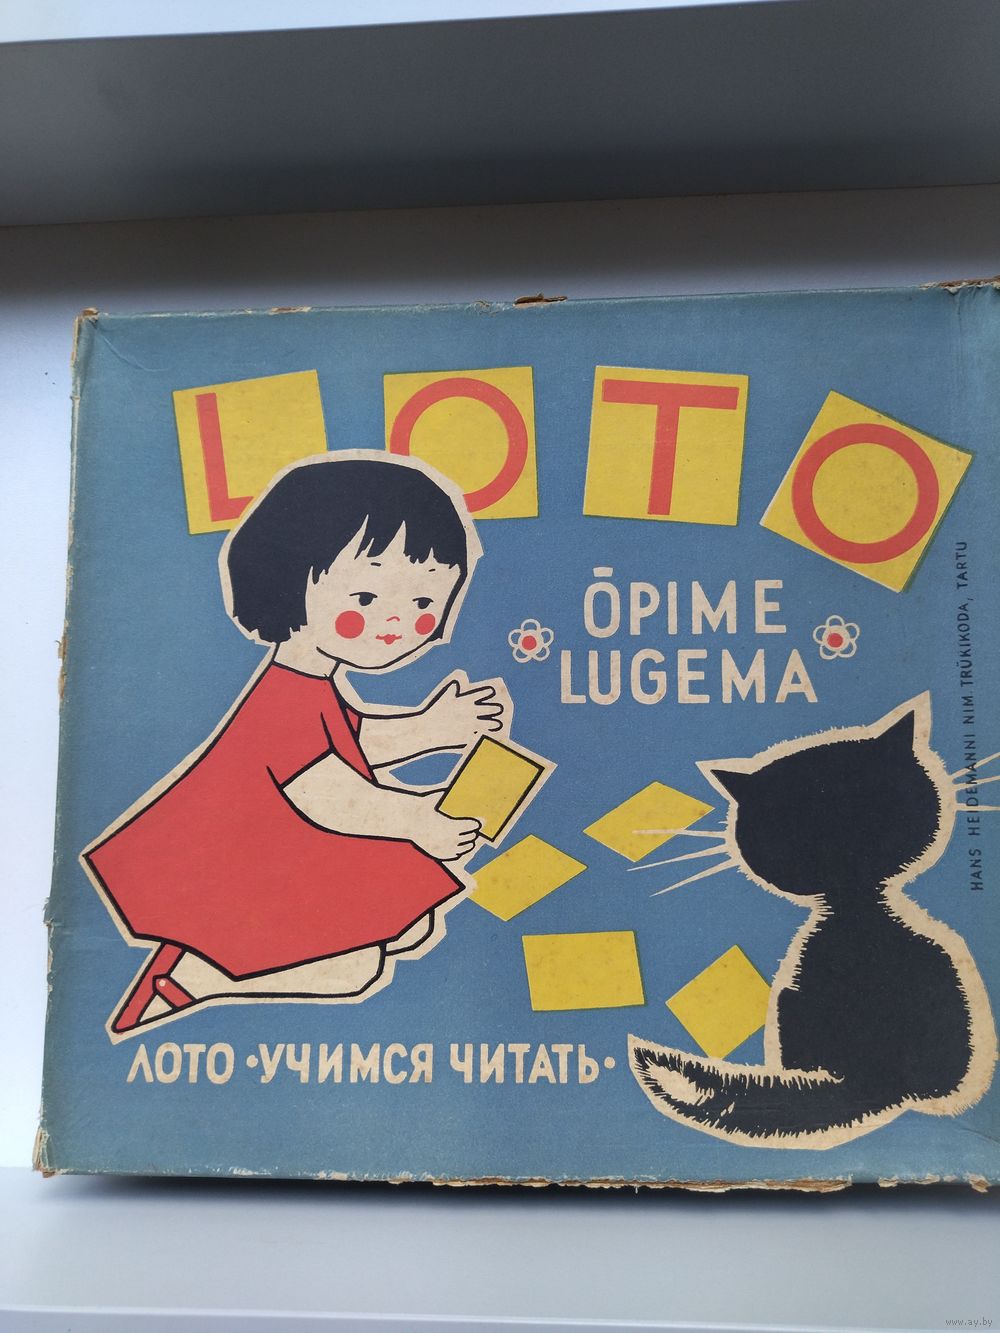 LOTO
ÕPIME
LUGEMA
HANS HEIDEMANNI NIM. TRÜKIKODA, TARTU
ЛОТО •УЧИМСЯ ЧИТАТЬ•
www.ay.by